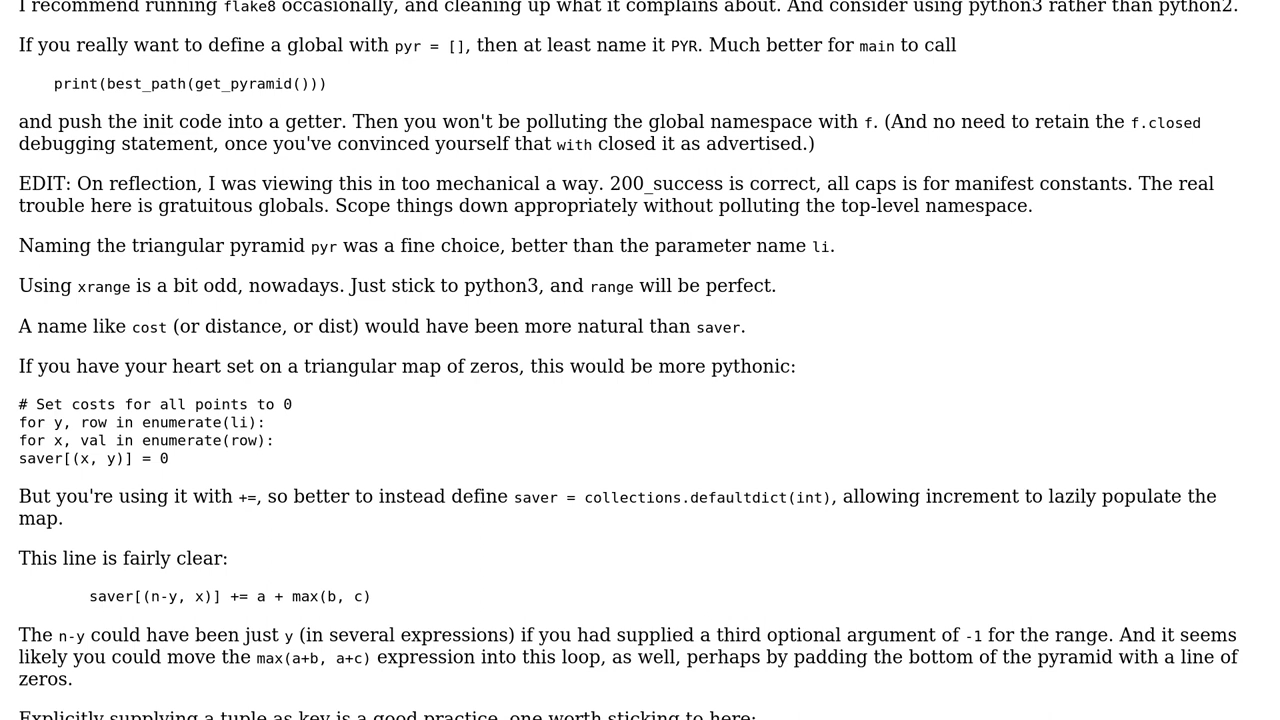 I recommend running flake8 occasionally, and cleaning up what it complains about. And consider using python3 rather than python2.
If you really want to define a global with pyr = [], then at least name it PYR. Much better for main to call
print(best_path(get_pyramid()))
and push the init code into a getter. Then you won't be polluting the global namespace with f. (And no need to retain the f.closed
debugging statement, once you've convinced yourself that with closed it as advertised.)
EDIT: On reflection, I was viewing this in too mechanical a way. 200_success is correct, all caps is for manifest constants. The real
trouble here is gratuitous globals. Scope things down appropriately without polluting the top-level namespace.
Naming the triangular pyramid pyr was a fine choice, better than the parameter name li.
Using xrange is a bit odd, nowadays. Just stick to python3, and range will be perfect.
A name like cost (or distance, or dist) would have been more natural than saver.
If you have your heart set on a triangular map of zeros, this would be more pythonic:
# Set costs for all points to 0
for y, row in enumerate(li):
for x, val in enumerate(row):
saver[(x, y)] = 0
But you're using it with +=, so better to instead define saver = collections.defaultdict(int), allowing increment to lazily populate the
map.
This line is fairly clear:
saver[(n-y, x)] += a + max(b, c)
The n-y could have been just y (in several expressions) if you had supplied a third optional argument of -1 for the range. And it seems
likely you could move the max(a+b, a+c) expression into this loop, as well, perhaps by padding the bottom of the pyramid with a line of
zeros.
Explicitly supplying a tuple as key is a good practice, one worth sticking to here: